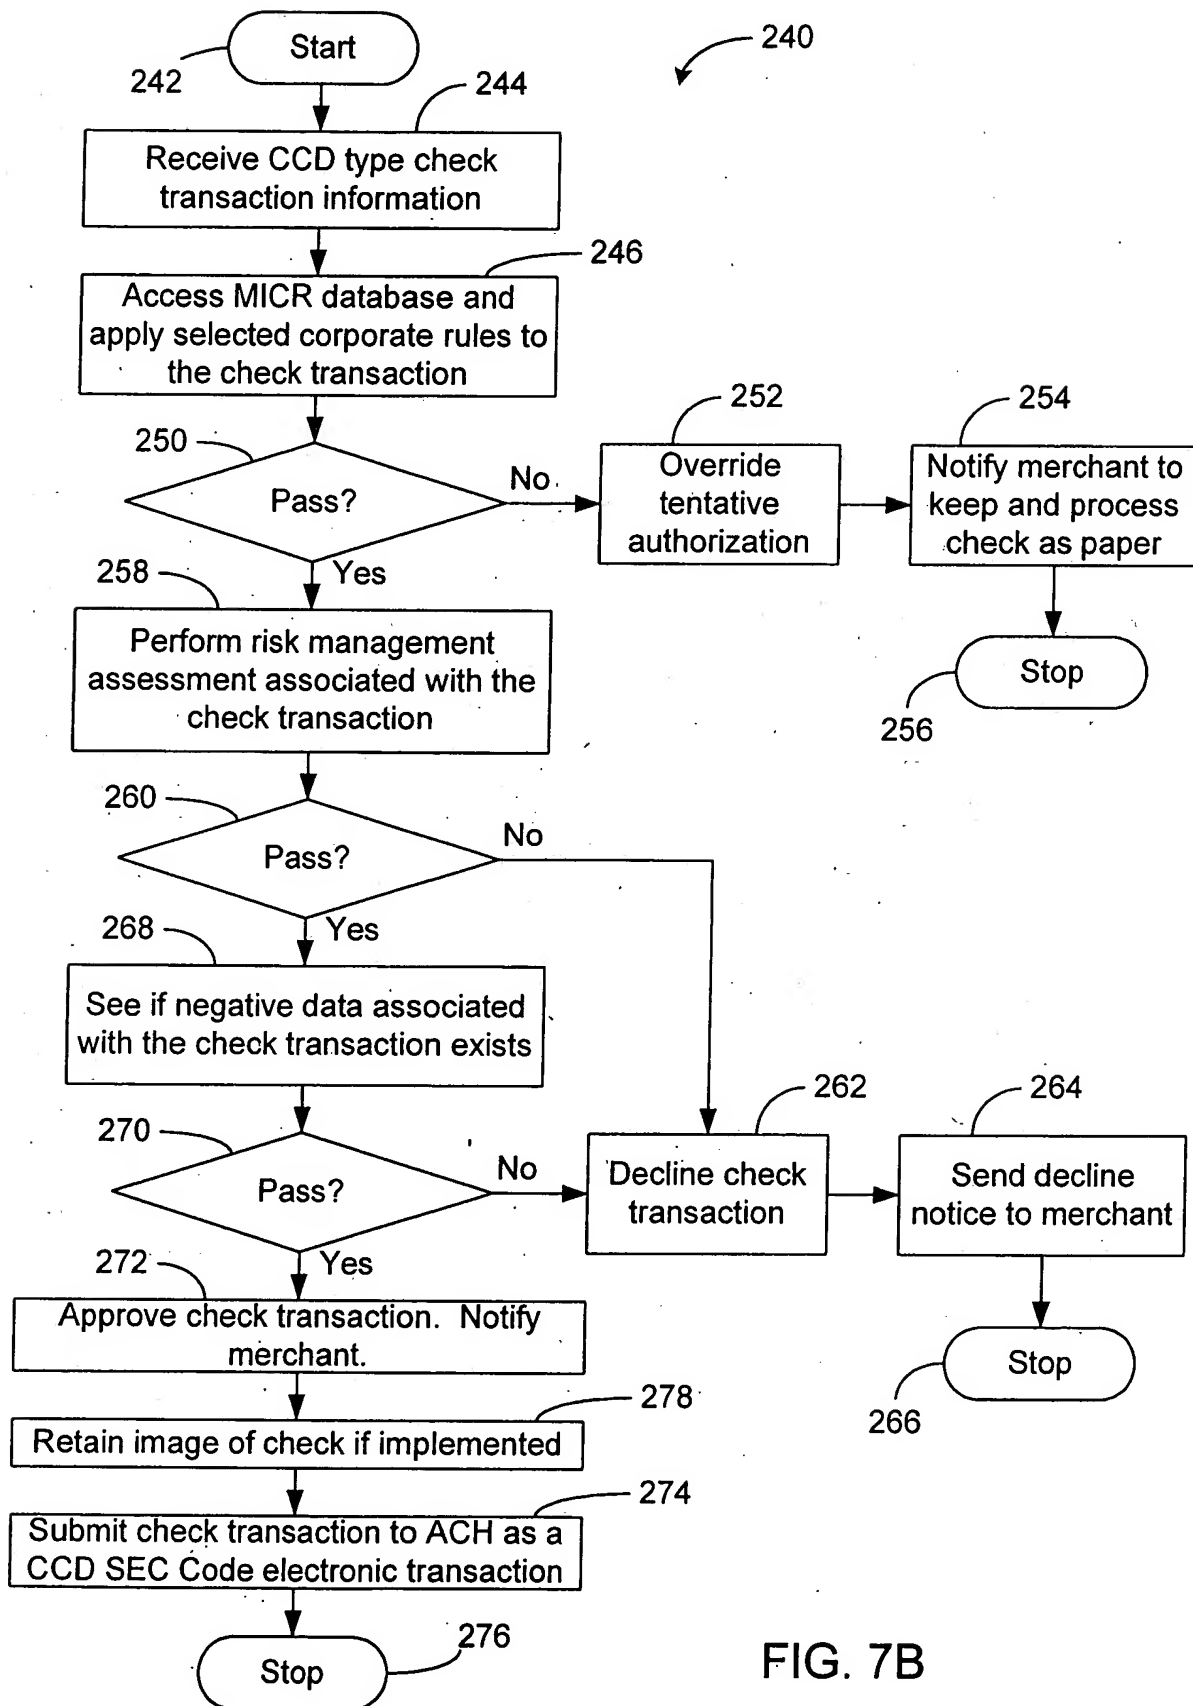 Start
240
242
244
Receive CCD type check
transaction information
246
Access MICR database and
apply selected corporate rules to
the check transaction
250
Pass?
No
252
Override
tentative
authorization
254
Notify merchant to
keep and process
check as paper
Yes
258
Perform risk management
assessment associated with the
check transaction
Stop
256
260
Pass?
No
Yes
268
See if negative data associated
with the check transaction exists
270
Pass?
No
262
Decline check
transaction
264
Send decline
notice to merchant
Yes
272
Approve check transaction. Notify
merchant.
Stop
266
278
Retain image of check if implemented
274
Submit check transaction to ACH as a
CCD SEC Code electronic transaction
276
Stop
FIG. 7B